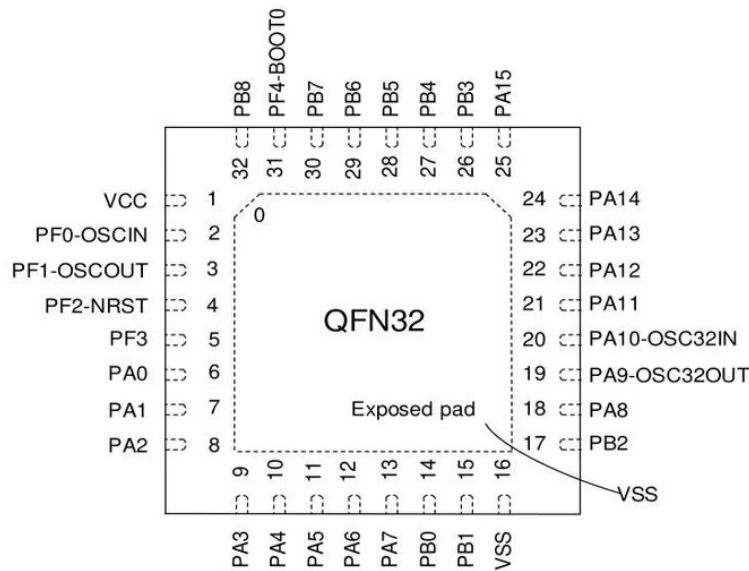 PB8
PF4-BOOT0
PB7
PB6
PB5
PB4
PB3
PA15
32
31
30
29
28
27
26
25
VCC 1
PF0-OSCIN 2
PF1-OSCOUT 3
PF2-NRST 4
PF3 5
PA0 6
PA1 7
PA2 8
0
QFN32
Exposed pad
24 PA14
23 PA13
22 PA12
21 PA11
20 PA10-OSC32IN
19 PA9-OSC32OUT
18 PA8
17 PB2
VSS
9
10
11
12
13
14
15
16
PA3
PA4
PA5
PA6
PA7
PB0
PB1
VSS